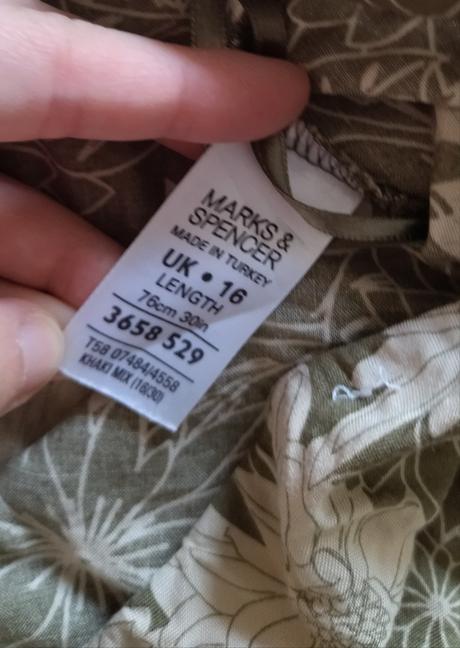 MARKS &
SPENCER
MADE IN TURKEY
UK • 16
LENGTH
76cm 30in
3658 529
T58 0748/4558
KHAKI MIX (16/30)